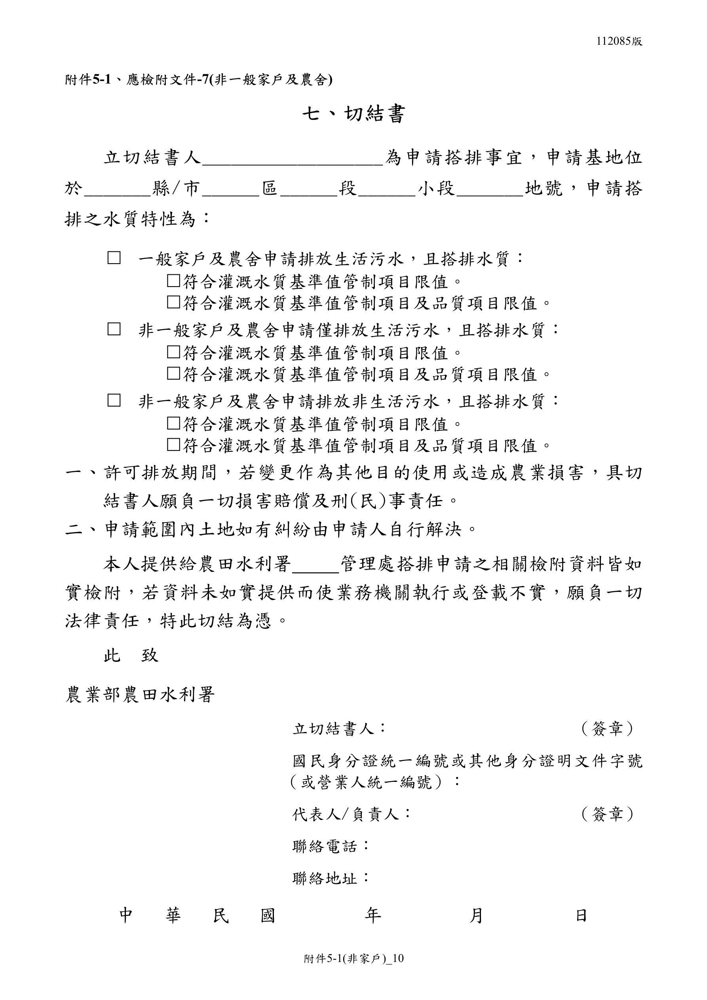 112085版
附件5-1、應檢附文件-7(非一般家戶及農舍)
七、切結書
立切結書人___________________為申請搭排事宜，申請基地位
於_______縣/市______區______段______小段_______地號，申請搭
排之水質特性為：
□ 一般家戶及農舍申請排放生活污水，且搭排水質：
□符合灌溉水質基準值管制項目限值。
□符合灌溉水質基準值管制項目及品質項目限值。
□ 非一般家戶及農舍申請僅排放生活污水，且搭排水質：
□符合灌溉水質基準值管制項目限值。
□符合灌溉水質基準值管制項目及品質項目限值。
□ 非一般家戶及農舍申請排放非生活污水，且搭排水質：
□符合灌溉水質基準值管制項目限值。
□符合灌溉水質基準值管制項目及品質項目限值。
一、許可排放期間，若變更作為其他目的使用或造成農業損害，具切
結書人願負一切損害賠償及刑(民)事責任。
二、申請範圍內土地如有糾紛由申請人自行解決。
本人提供給農田水利署_____管理處搭排申請之相關檢附資料皆如
實檢附，若資料未如實提供而使業務機關執行或登載不實，願負一切
法律責任，特此切結為憑。
此 致
農業部農田水利署
立切結書人： （簽章）
國民身分證統一編號或其他身分證明文件字號
（或營業人統一編號）：
代表人/負責人： （簽章）
聯絡電話：
聯絡地址：
中 華 民 國 年 月 日
附件5-1(非家戶)_10